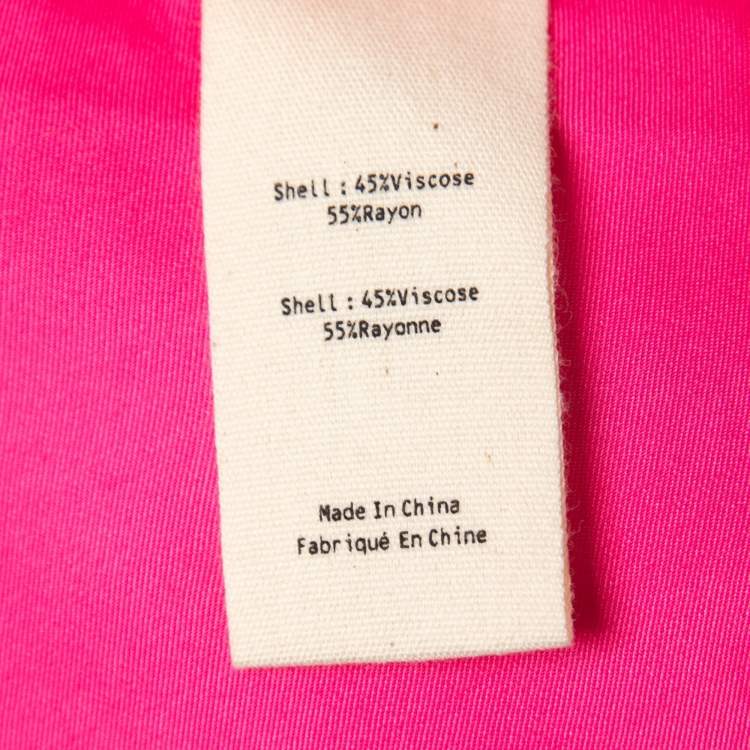 Shell : 45%Viscose
55%Rayon
Shell : 45%Viscose
55%Rayonne
Made In China
Fabriqué En Chine